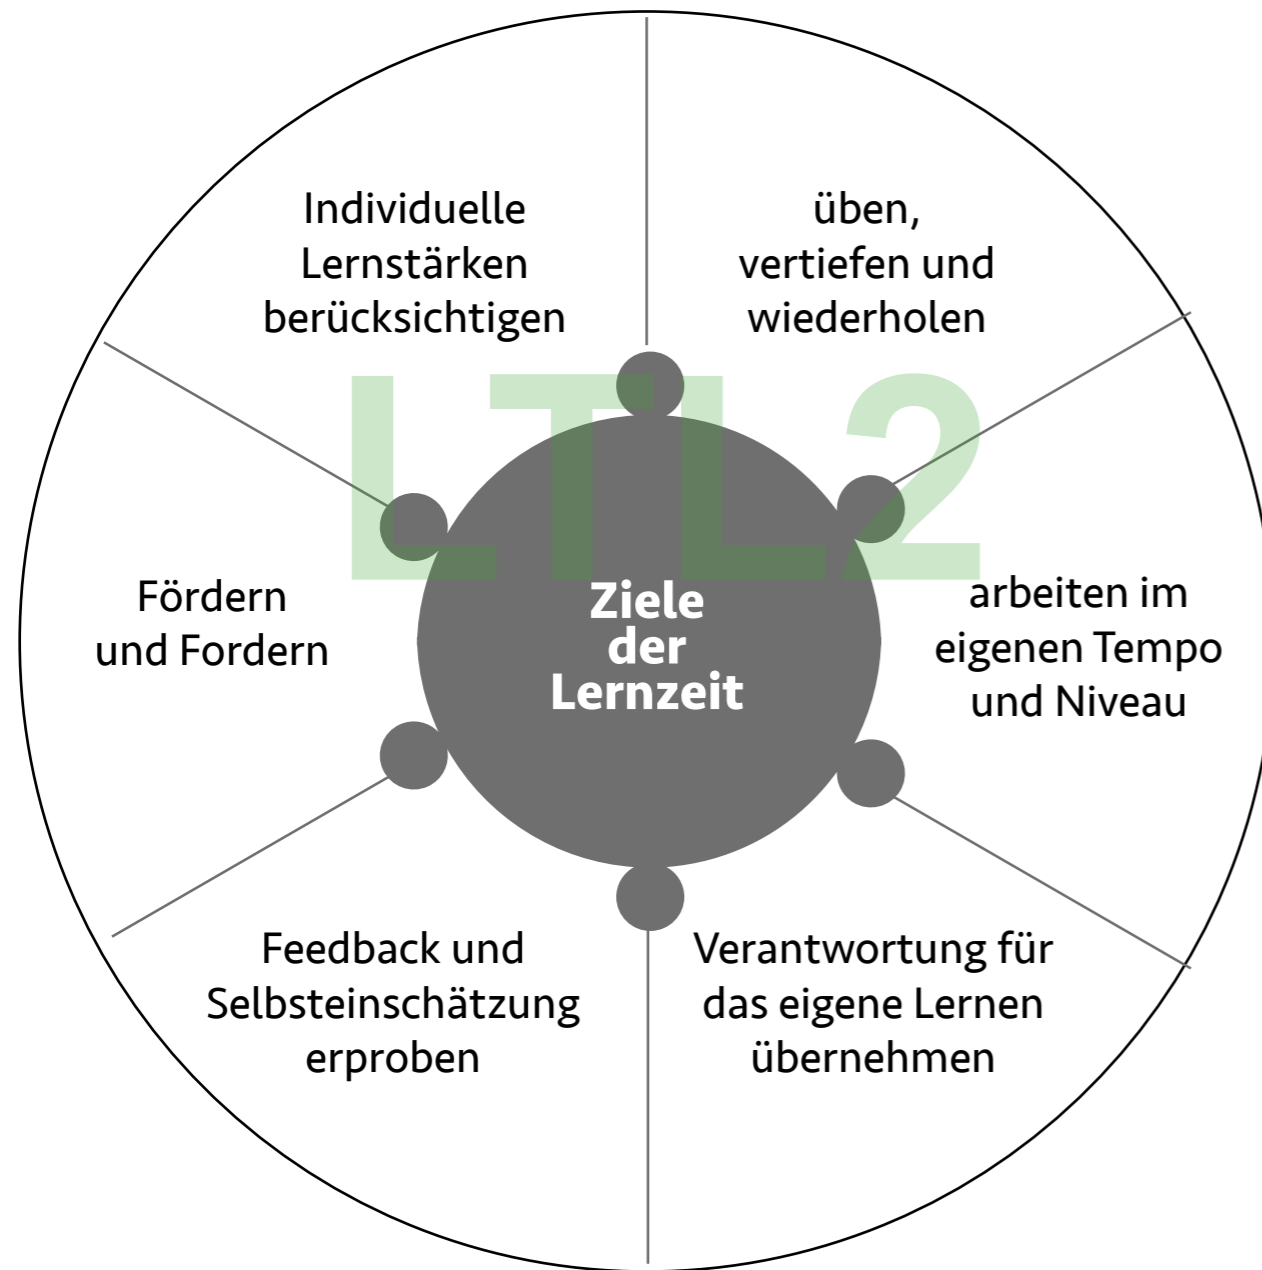 Individuelle
Lernstärken
berücksichtigen
üben,
vertiefen und
wiederholen
LTL2
Fördern
und Fordern
Ziele
der
Lernzeit
arbeiten im
eigenen Tempo
und Niveau
Feedback und
Selbsteinschätzung
erproben
Verantwortung für
das eigene Lernen
übernehmen